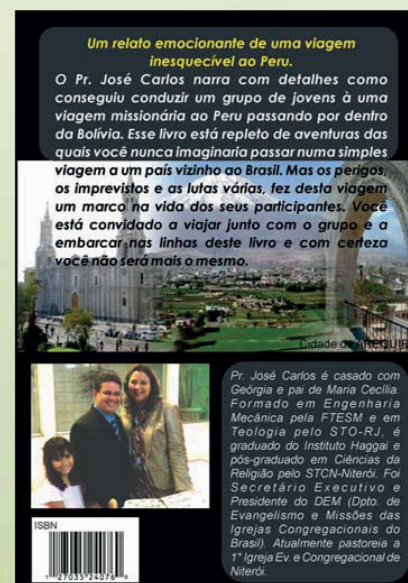 Um relato emocionante de uma viagem
inesquecível ao Peru.
O Pr. José Carlos narra com detalhes como
conseguiu conduzir um grupo de jovens à uma
viagem missionária ao Peru passando por dentro
da Bolívia. Esse livro está repleto de aventuras das
quais você nunca imaginaria passar numa simples
viagem a um país vizinho ao Brasil. Mas os perigos,
os imprevistos e as lutas várias, fez desta viagem
um marco na vida dos seus participantes. Você
está convidado a viajar junto com o grupo e a
embarcar nas linhas deste livro e com certeza
você não será mais o mesmo.
Cidade de AREQUIP
Pr. José Carlos é casado com
Geórgia e pai de Maria Cecília.
Formado em Engenharia
Mecânica pela FTESM e em
Teologia pelo STO-RJ, é
graduado do Instituto Haggai e
pós-graduado em Ciências da
Religião pelo STCN-Niterói. Foi
Secretário Executivo e
Presidente do DEM (Dpto. de
Evangelismo e Missões das
Igrejas Congregacionais do
Brasil). Atualmente pastoreia a
1° Igreja Ev. e Congregacional de
Niterói.
ISBN